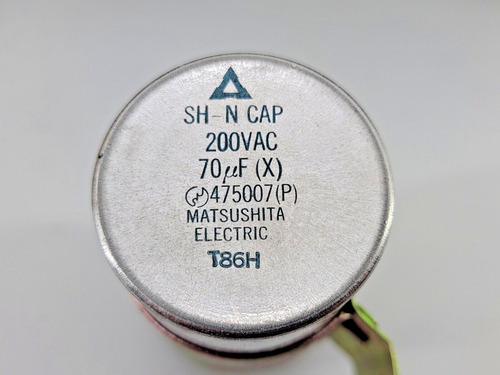 SH-N CAP
200VAC
70μF (X)
475007(P)
MATSUSHITA
ELECTRIC
T86H